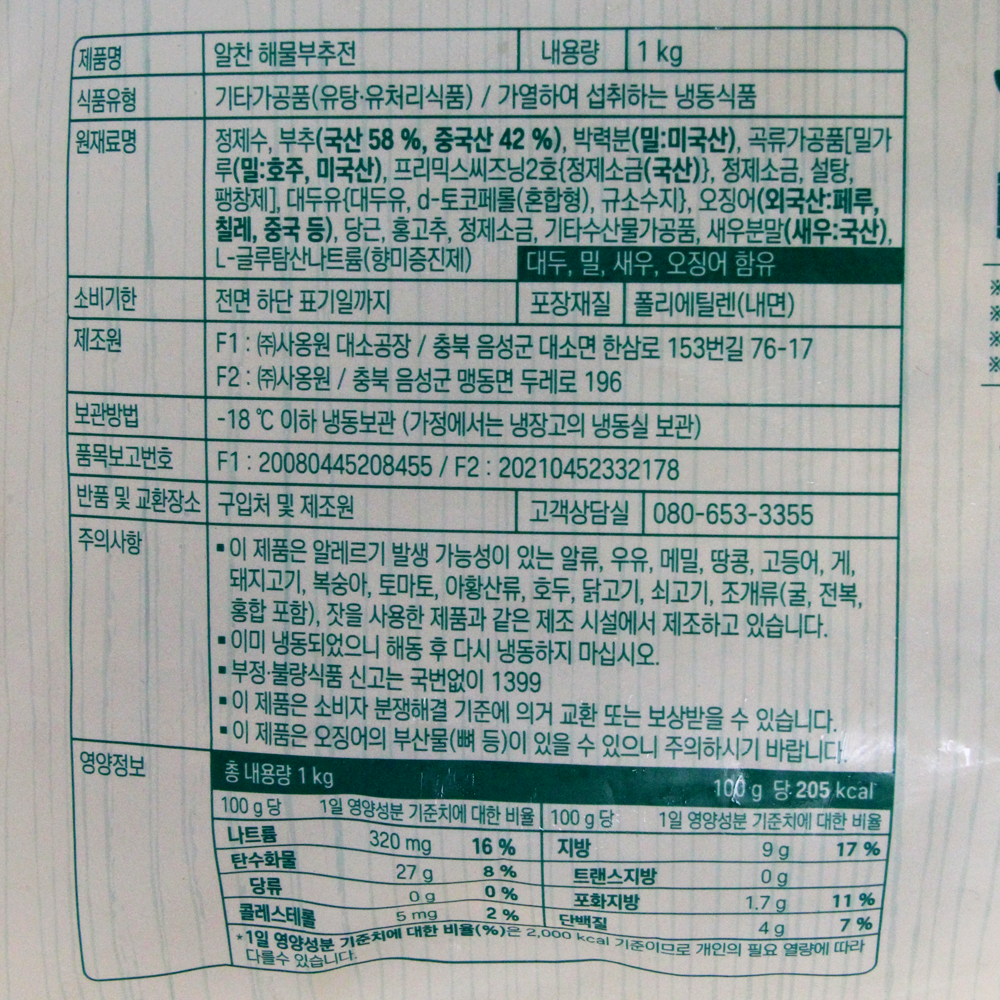 제품명 알찬 해물부추전 내용량 1 kg
식품유형 기타가공품(유탕·유처리식품) / 가열하여 섭취하는 냉동식품
원재료명 정제수, 부추(국산 58 %, 중국산 42 %), 박력분(밀:미국산), 곡류가공품[밀가
루(밀:호주, 미국산), 프리믹스씨즈닝2호{정제소금(국산)}, 정제소금, 설탕,
팽창제], 대두유{대두유, d-토코페롤(혼합형), 규소수지}, 오징어(외국산:페루,
칠레, 중국 등), 당근, 홍고추, 정제소금, 기타수산물가공품, 새우분말(새우:국산),
L-글루탐산나트륨(향미증진제) 대두, 밀, 새우, 오징어 함유
소비기한 전면 하단 표기일까지 포장재질 폴리에틸렌(내면)
제조원 F1 : ㈜사옹원 대소공장 / 충북 음성군 대소면 한삼로 153번길 76-17
F2 : ㈜사옹원 / 충북 음성군 맹동면 두레로 196
보관방법 -18 ℃ 이하 냉동보관 (가정에서는 냉장고의 냉동실 보관)
품목보고번호 F1 : 20080445208455 / F2 : 20210452332178
반품 및 교환장소 구입처 및 제조원 고객상담실 080-653-3355
주의사항 ▪ 이 제품은 알레르기 발생 가능성이 있는 알류, 우유, 메밀, 땅콩, 고등어, 게,
돼지고기, 복숭아, 토마토, 아황산류, 호두, 닭고기, 쇠고기, 조개류(굴, 전복,
홍합 포함), 잣을 사용한 제품과 같은 제조 시설에서 제조하고 있습니다.
▪ 이미 냉동되었으니 해동 후 다시 냉동하지 마십시오.
▪ 부정·불량식품 신고는 국번없이 1399
▪ 이 제품은 소비자 분쟁해결 기준에 의거 교환 또는 보상받을 수 있습니다.
▪ 이 제품은 오징어의 부산물(뼈 등)이 있을 수 있으니 주의하시기 바랍니다.
영양정보 총 내용량 1 kg 100 g 당 205 kcal
100 g 당 1일 영양성분 기준치에 대한 비율 100 g 당 1일 영양성분 기준치에 대한 비율
나트륨 320 mg 16 % 지방 9 g 17 %
탄수화물 27 g 8 % 트랜스지방 0 g
당류 0 g 0 % 포화지방 1.7 g 11 %
콜레스테롤 5 mg 2 % 단백질 4 g 7 %
*1일 영양성분 기준치에 대한 비율(%)은 2,000 kcal 기준이므로 개인의 필요 열량에 따라
다를수 있습니다.
※
※
※
※